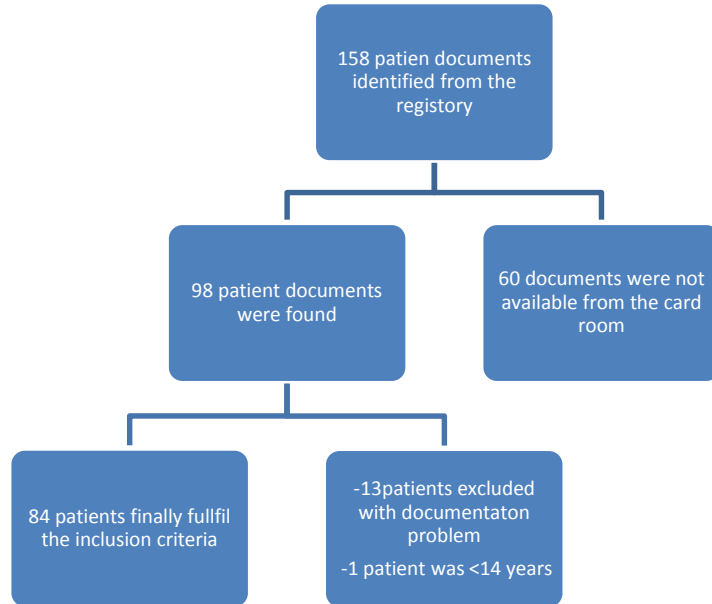 158 patien documents
identified from the
registory
98 patient documents
were found
60 documents were not
available from the card
room
84 patients finally fullfil
the inclusion criteria
-13patients excluded
with documentaton
problem
-1 patient was <14 years